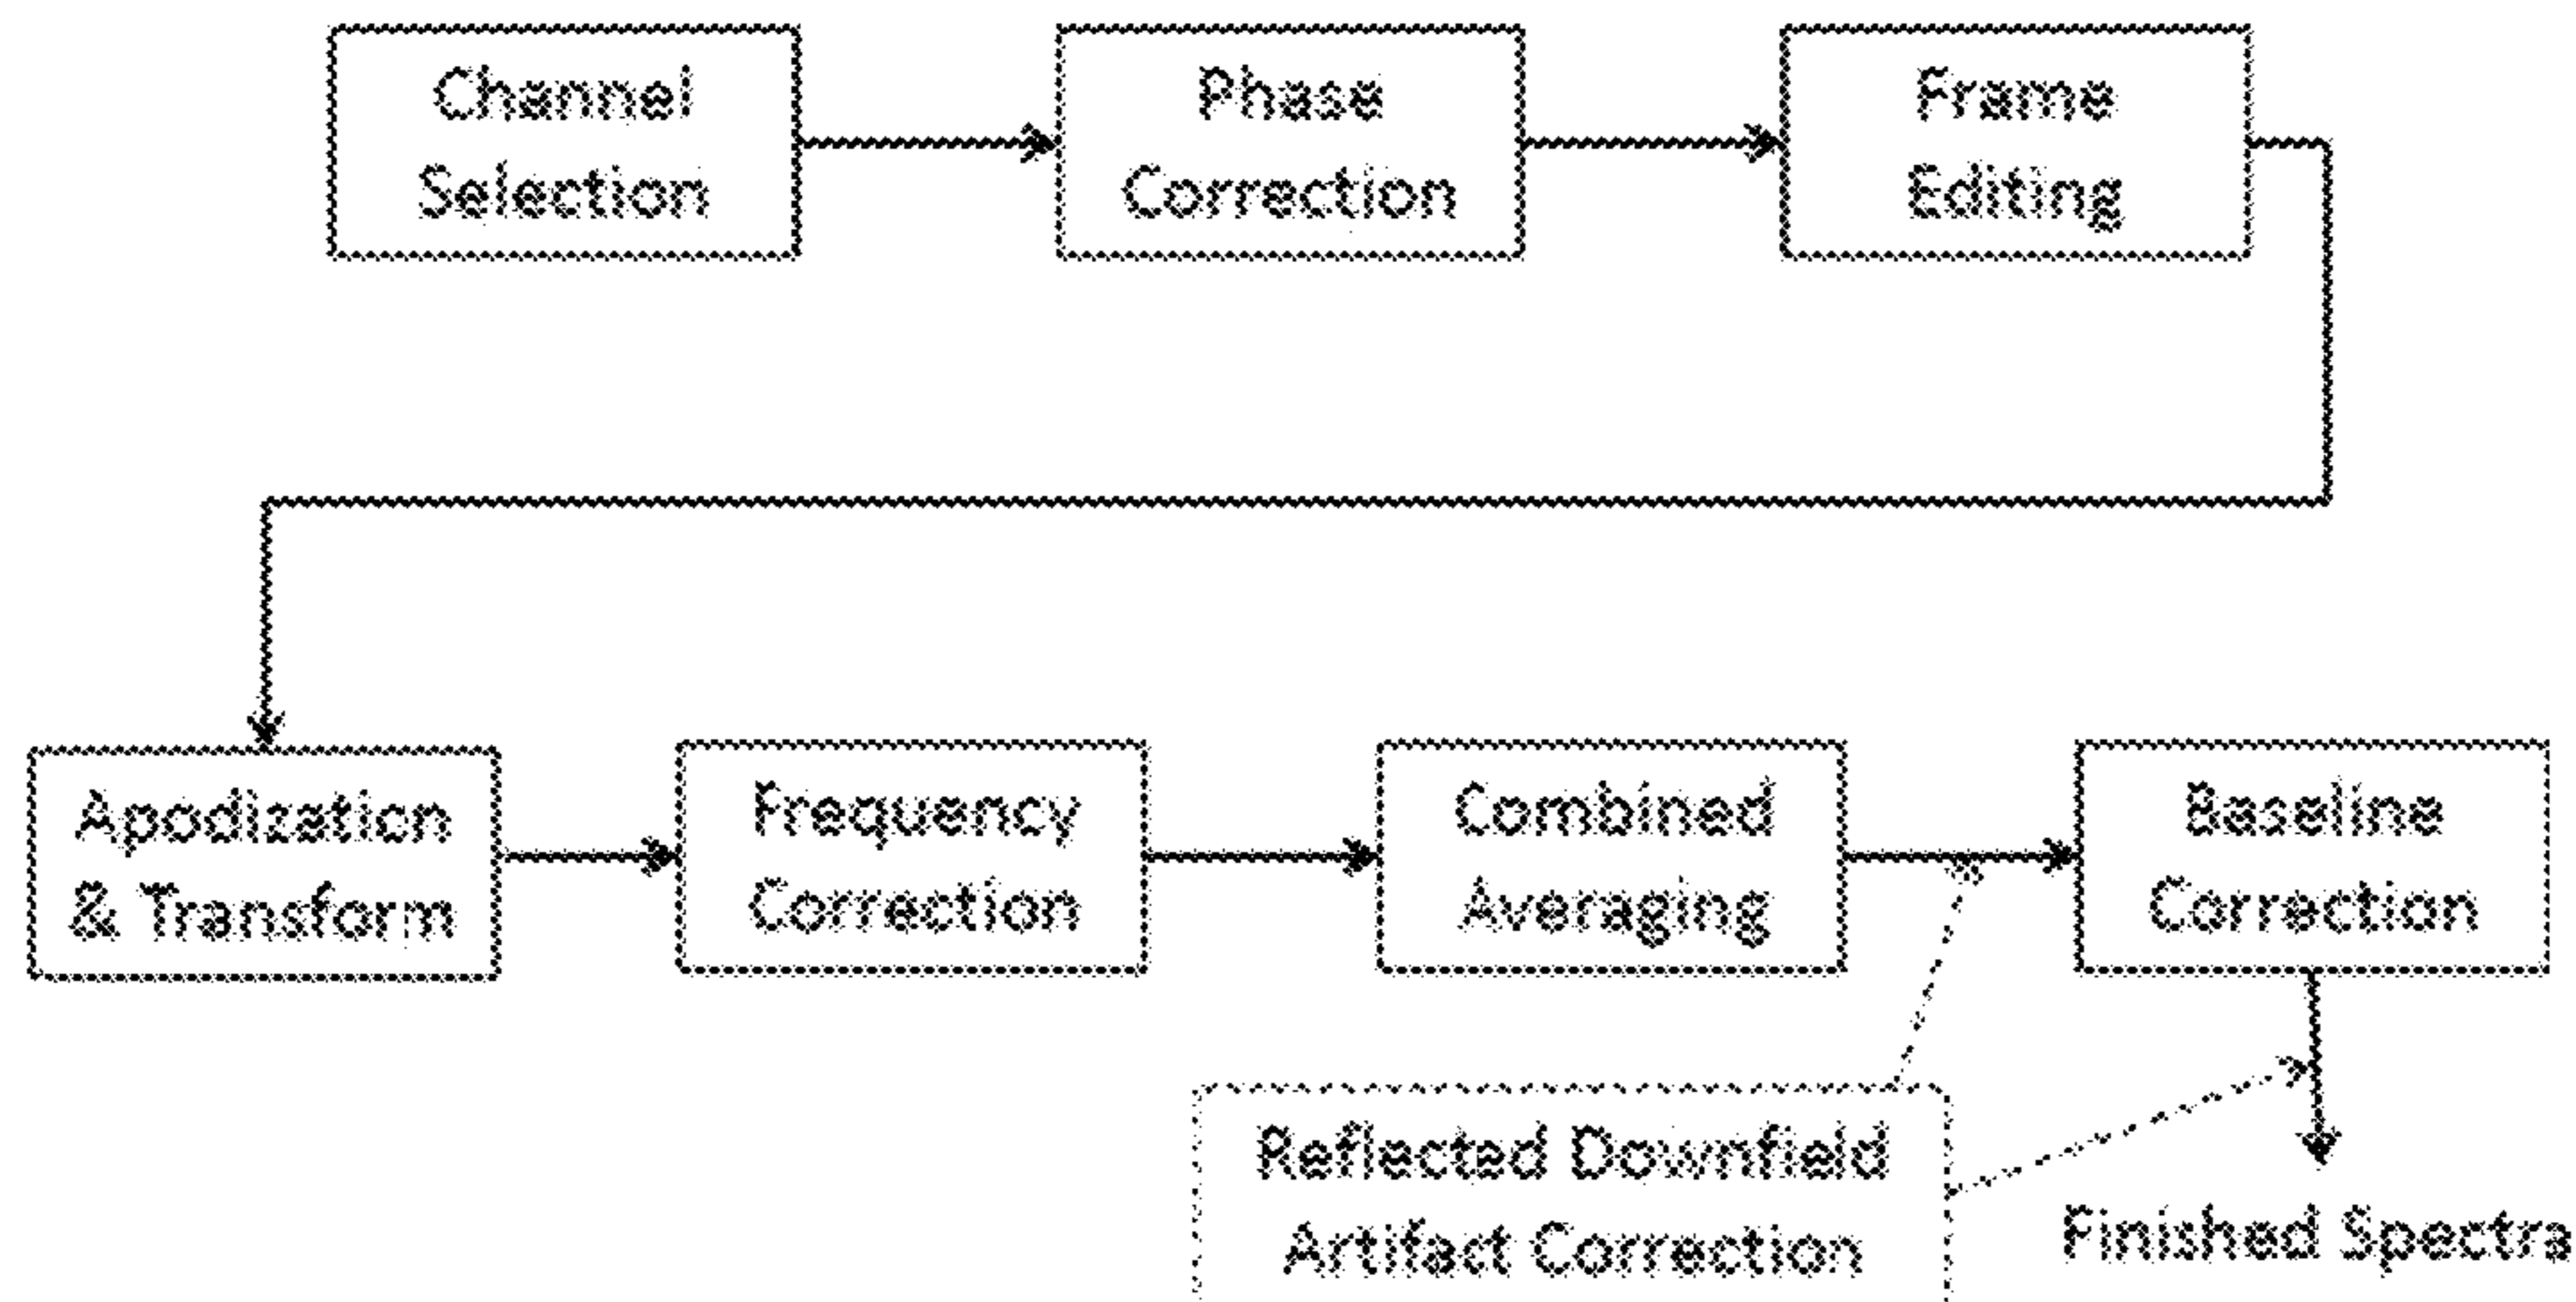 Channel
Selection
Phase
Correction
Frame
Editing
Apodization
& Transform
Frequency
Correction
Combined
Averaging
Baseline
Correction
Reflected Downfield
Artifact Correction
Finished Spectra